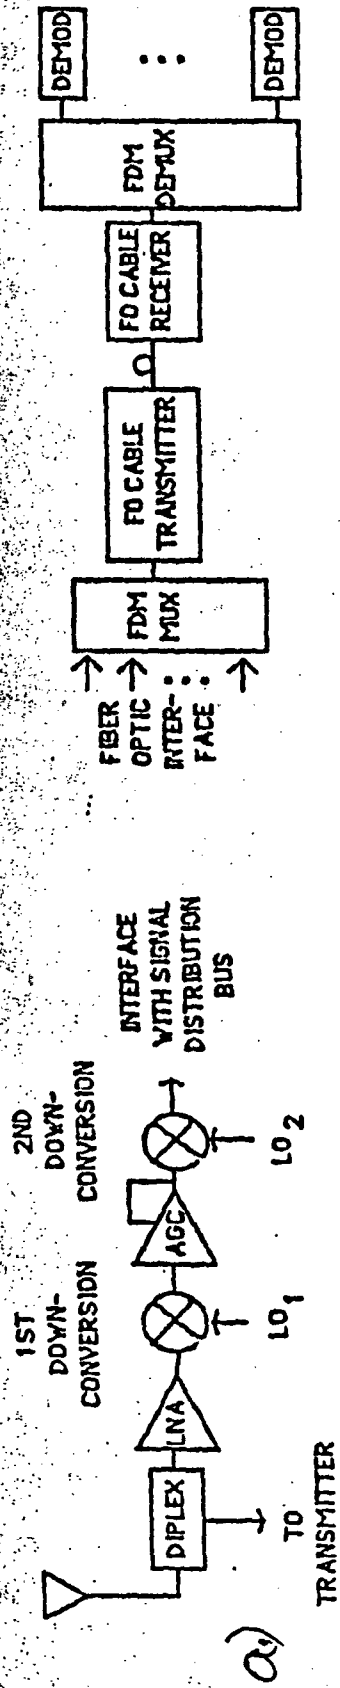 a)
DIPLEX
TO
TRANSMITTER
LNA
1ST
DOWN-
CONVERSION
LO1
AGC
2ND
DOWN-
CONVERSION
LO2
INTERFACE
WITH SIGNAL
DISTRIBUTION
BUS
FIBER
OPTIC
INTER-
FACE
FDM
MUX
FO CABLE
TRANSMITTER
FO CABLE
RECEIVER
FDM
DEMUX
DEMOD
DEMOD